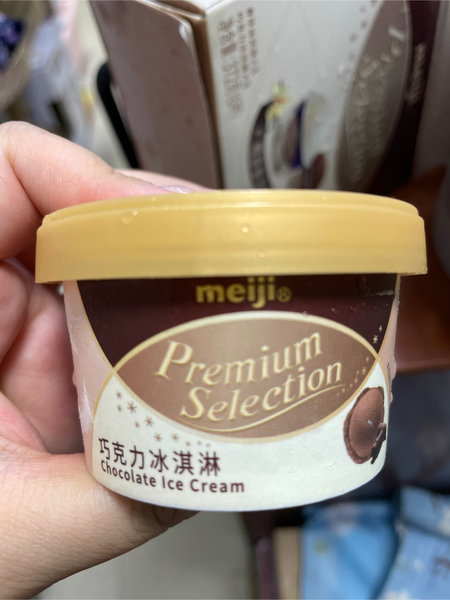 meiji®
Premium
Selection
巧克力冰淇淋
Chocolate Ice Cream